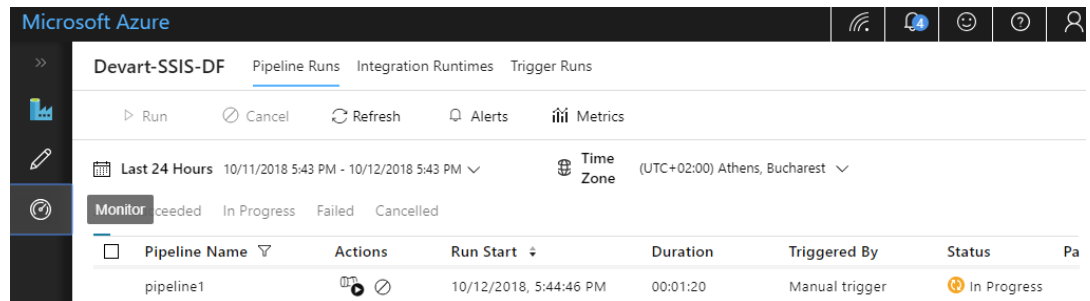 Microsoft Azure
4
Devart-SSIS-DF Pipeline Runs Integration Runtimes Trigger Runs
Run Cancel Refresh Alerts Metrics
Last 24 Hours 10/11/2018 5:43 PM - 10/12/2018 5:43 PM Time Zone (UTC+02:00) Athens, Bucharest
Monitor ceeded In Progress Failed Cancelled
Pipeline Name Actions Run Start Duration Triggered By Status Pa
pipeline1 10/12/2018, 5:44:46 PM 00:01:20 Manual trigger In Progress